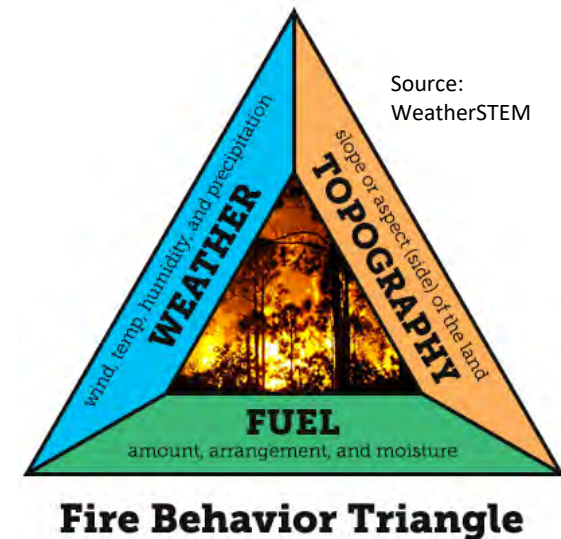 Source:
WeatherSTEM
wind, temp, humidity, and precipitation
WEATHER
slope or aspect (side) of the land
TOPOGRAPHY
FUEL
amount, arrangement, and moisture
Fire Behavior Triangle